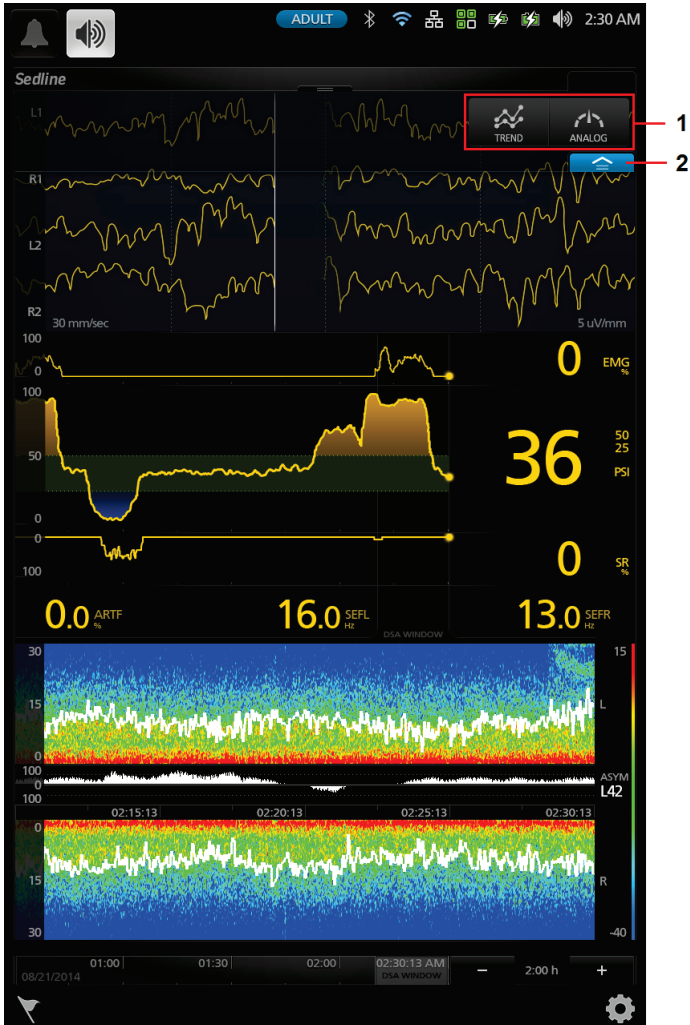 ADULT 2:30 AM
Sedline
L1
TREND ANALOG 1
2
R1
L2
R2
30 mm/sec 5 uV/mm
100
0
0 EMG %
100
50
0
36 50 25 PSI
0
100
0 SR %
0.0 ARTF % 16.0 SEFL Hz 13.0 SEFR Hz
DSA WINDOW
30 15
15 L
0
100 ASYM
0 L42
100
02:15:13 02:20:13 02:25:13 02:30:13
0
15 R
30 -40
01:00 01:30 02:00 02:30:13 AM
08/21/2014 DSA WINDOW − 2:00 h +